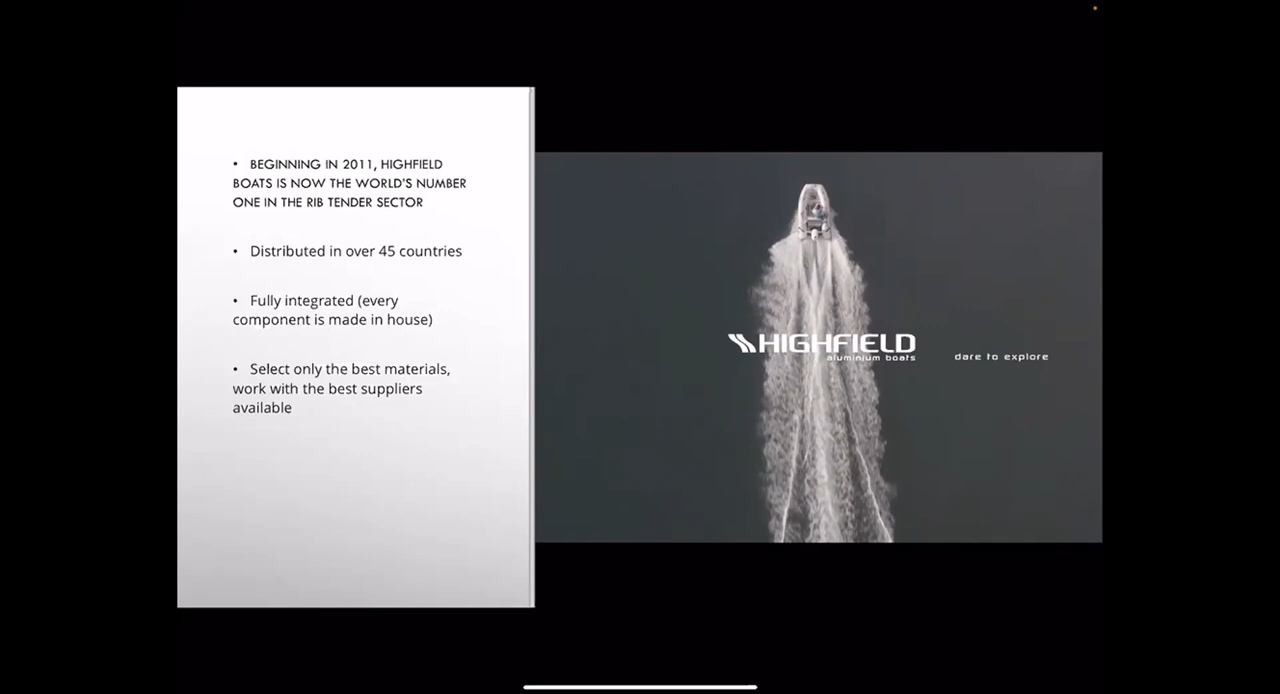 • BEGINNING IN 2011, HIGHFIELD
BOATS IS NOW THE WORLD'S NUMBER
ONE IN THE RIB TENDER SECTOR
• Distributed in over 45 countries
• Fully integrated (every
component is made in house)
• Select only the best materials,
work with the best suppliers
available
HIGHFIELD
aluminium boats
dare to explore